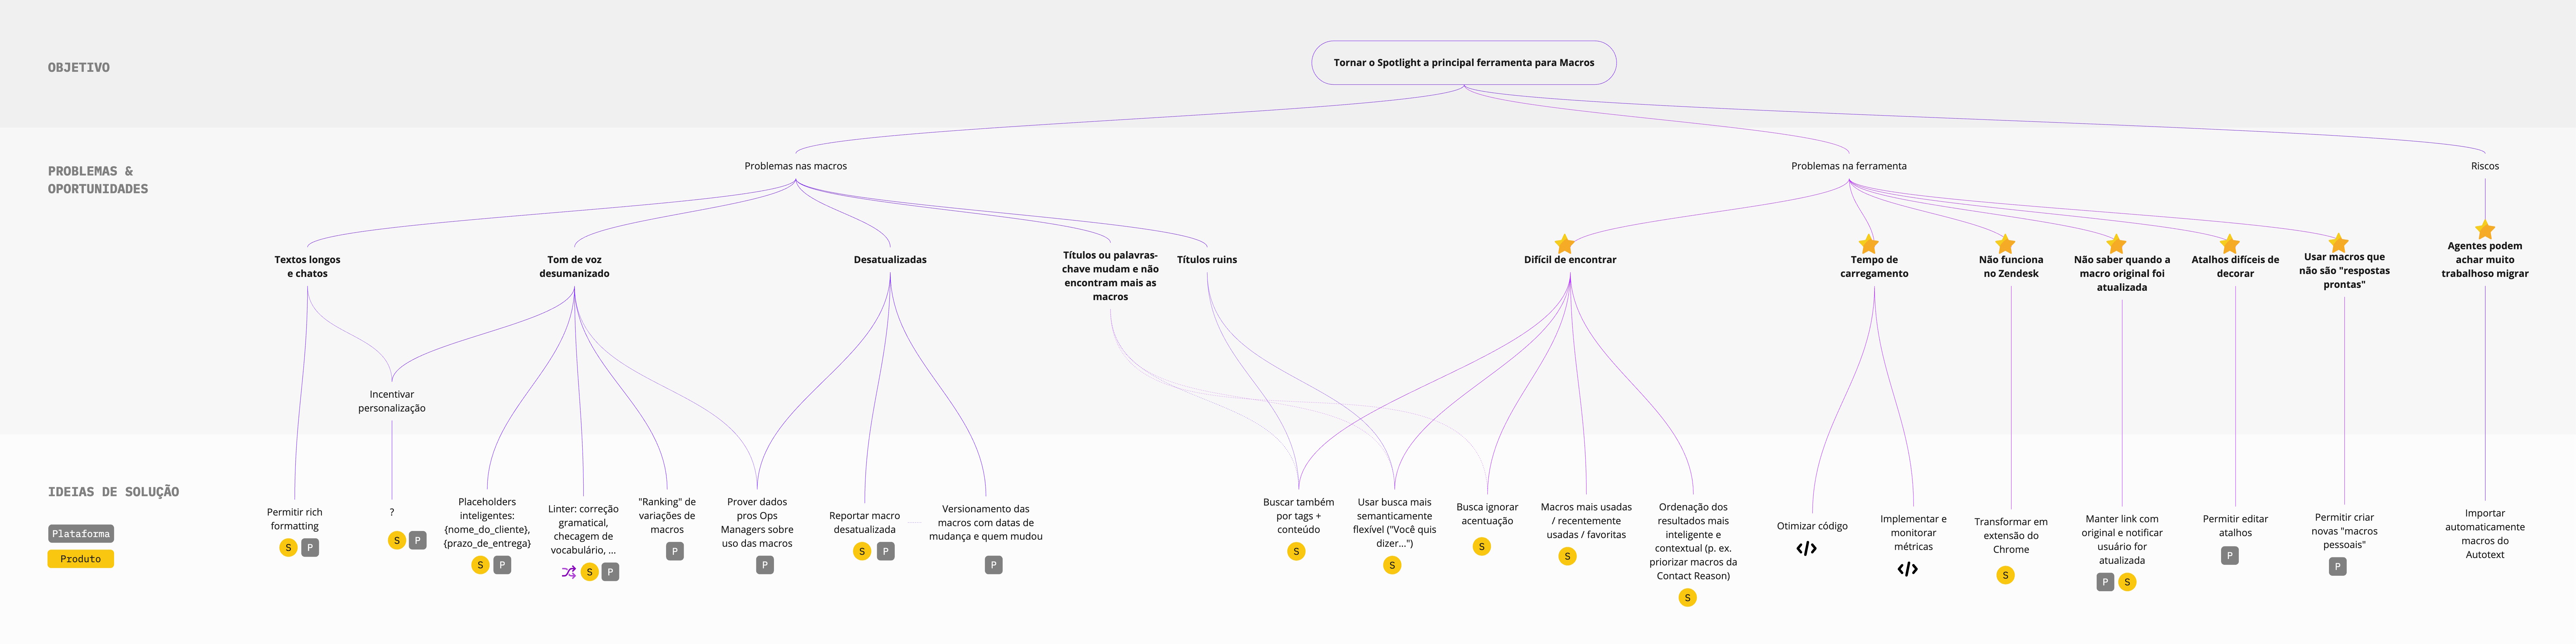 OBJETIVO
Tornar o Spotlight a principal ferramenta para Macros
PROBLEMAS &
OPORTUNIDADES
Problemas nas macros
Problemas na ferramenta
Riscos
Textos longos
e chatos
Tom de voz
desumanizado
Desatualizadas
Títulos ou palavras-
chave mudam e não
encontram mais as
macros
Títulos ruins
Difícil de encontrar
Tempo de
carregamento
Não funciona
no Zendesk
Não saber quando a
macro original foi
atualizada
Atalhos difíceis de
decorar
Usar macros que
não são "respostas
prontas"
Agentes podem
achar muito
trabalhoso migrar
Incentivar
personalização
IDEIAS DE SOLUÇÃO
Plataforma
Produto
Permitir rich
formatting
S P
?
S P
Placeholders
inteligentes:
{nome_do_cliente},
{prazo_de_entrega}
S P
Linter: correção
gramatical,
checagem de
vocabulário, ...
S P
"Ranking" de
variações de
macros
P
Prover dados
pros Ops
Managers sobre
uso das macros
P
Reportar macro
desatualizada
S P
Versionamento das
macros com datas de
mudança e quem mudou
P
Buscar também
por tags +
conteúdo
S
Usar busca mais
semanticamente
flexível ("Você quis
dizer...")
S
Busca ignorar
acentuação
S
Macros mais usadas
/ recentemente
usadas / favoritas
S
Ordenação dos
resultados mais
inteligente e
contextual (p. ex.
priorizar macros da
Contact Reason)
S
Otimizar código
</>
Implementar e
monitorar
métricas
</>
Transformar em
extensão do
Chrome
S
Manter link com
original e notificar
usuário for
atualizada
P S
Permitir editar
atalhos
P
Permitir criar
novas "macros
pessoais"
P
Importar
automaticamente
macros do
Autotext